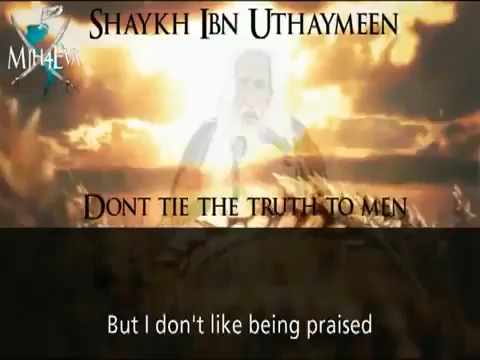 SHAYKH IBN UTHAYMEEN
MJH4EVA
DONT TIE THE TRUTH TO MEN
But I don't like being praised